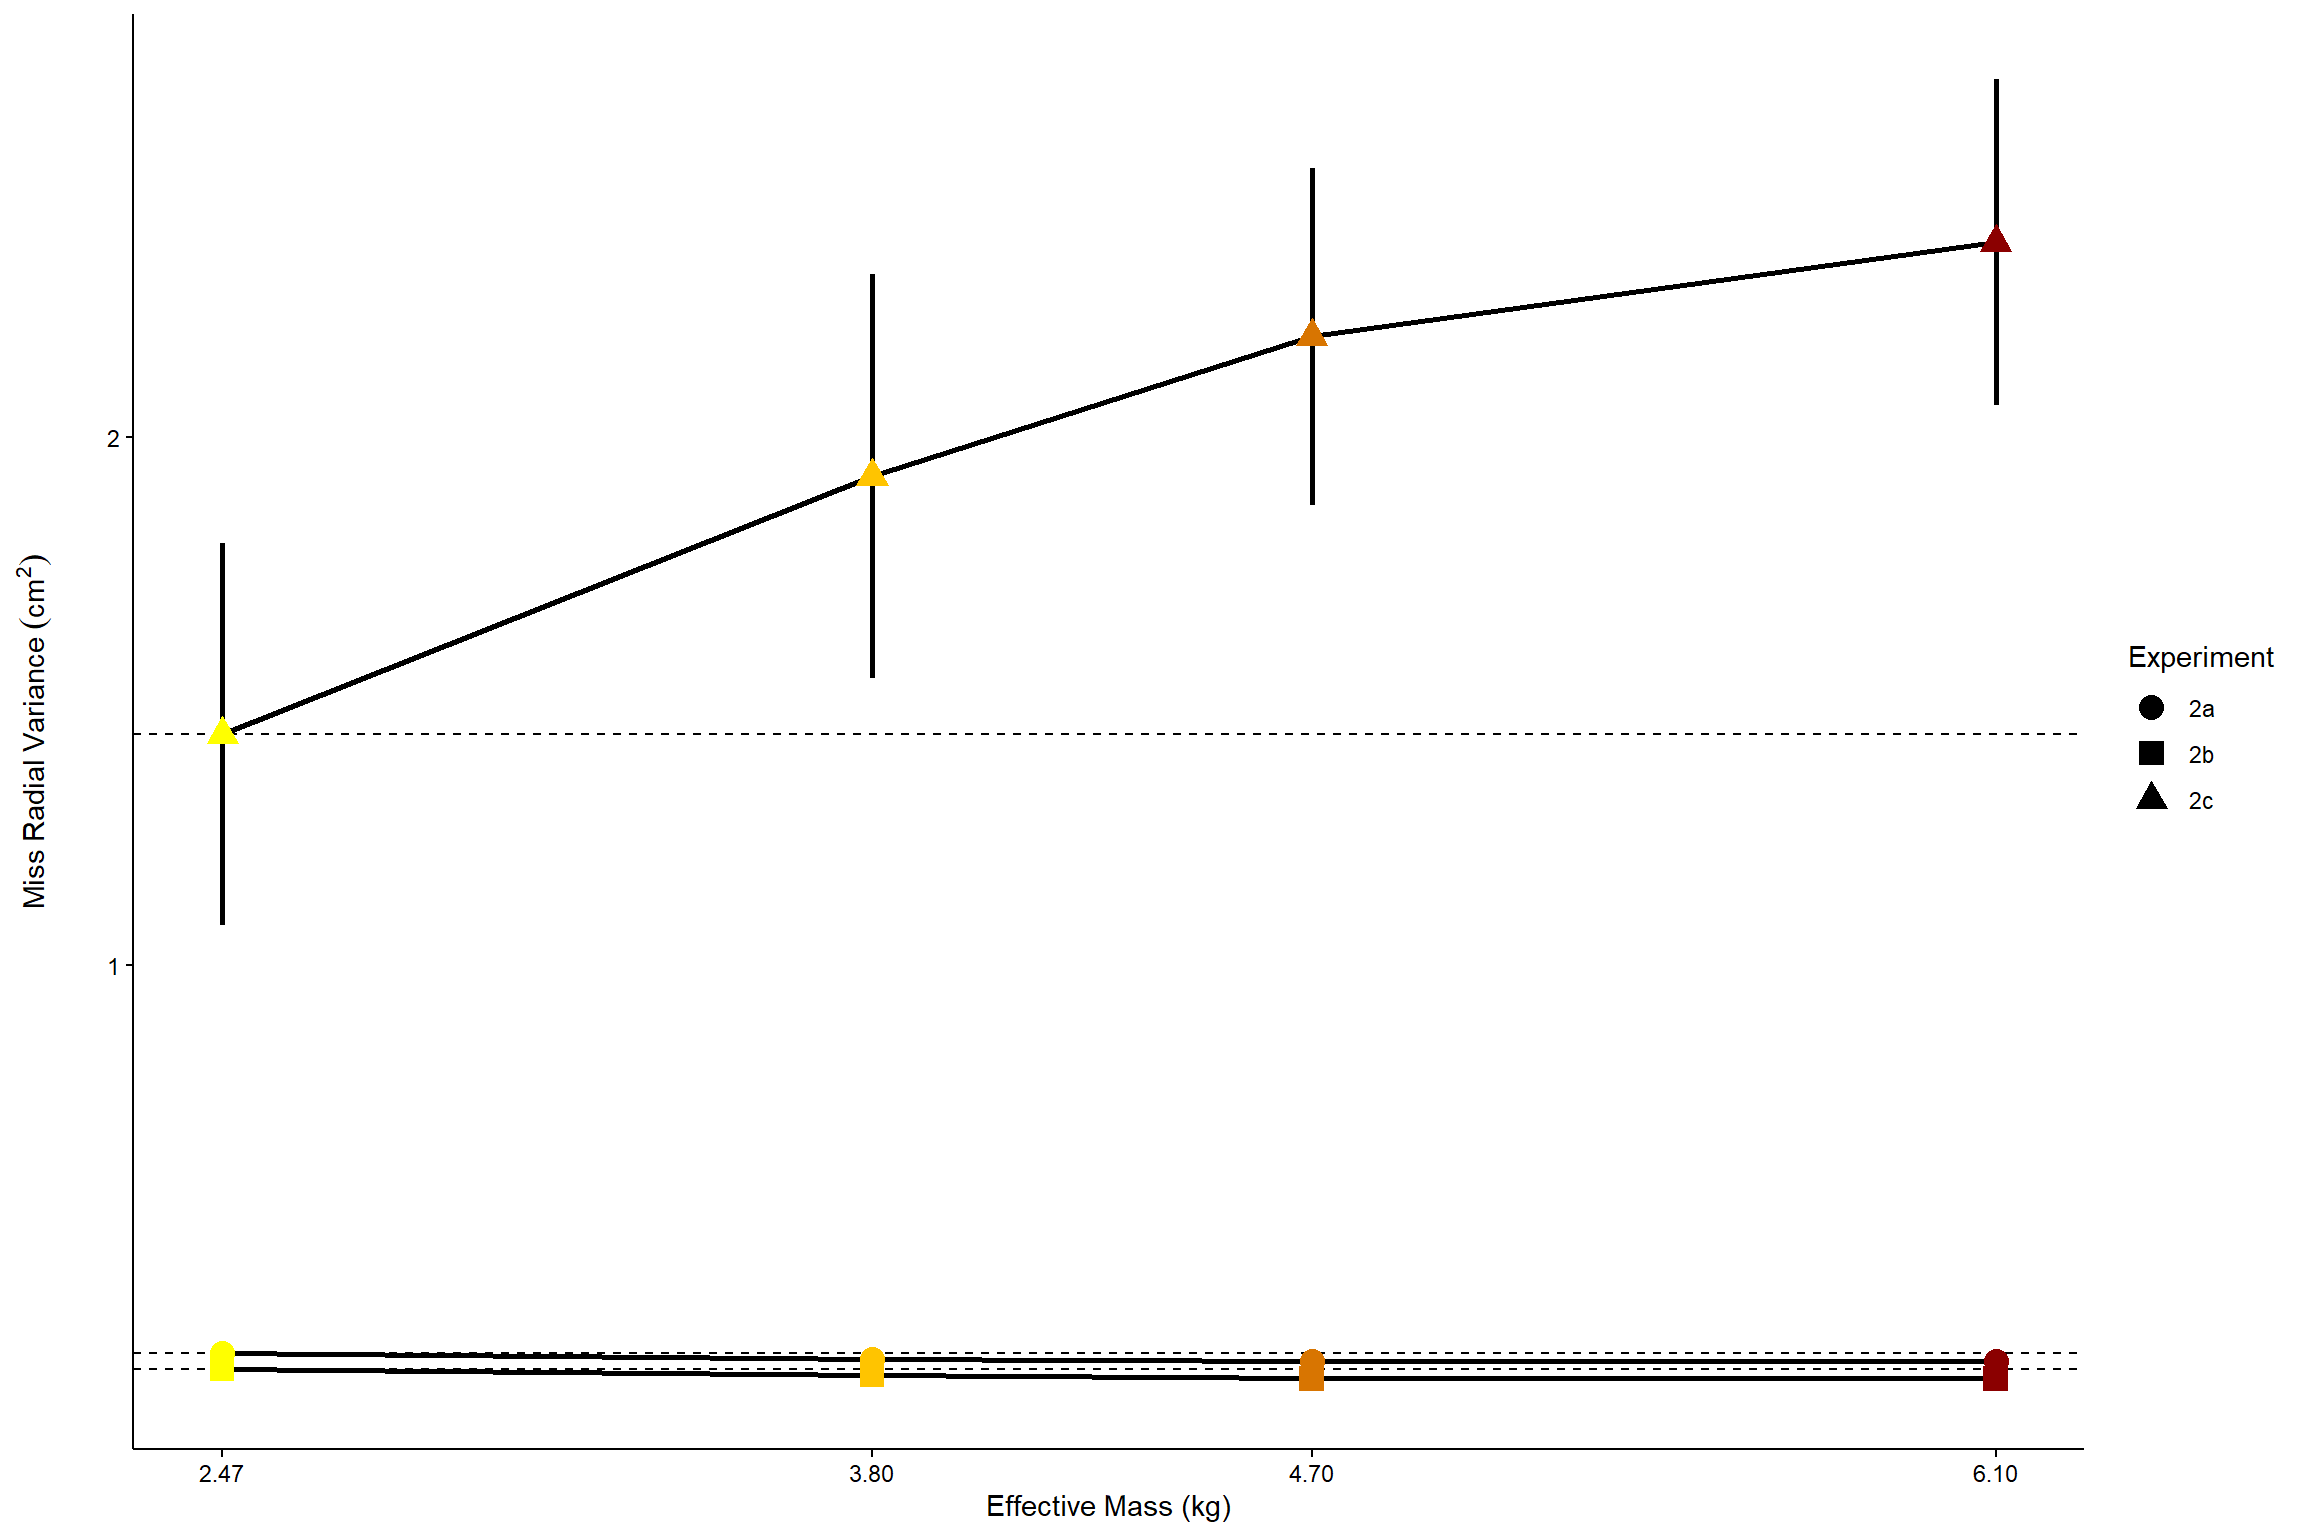 Miss Radial Variance (cm²)
2
1
2.47
3.80
4.70
6.10
Effective Mass (kg)
Experiment
2a
2b
2c